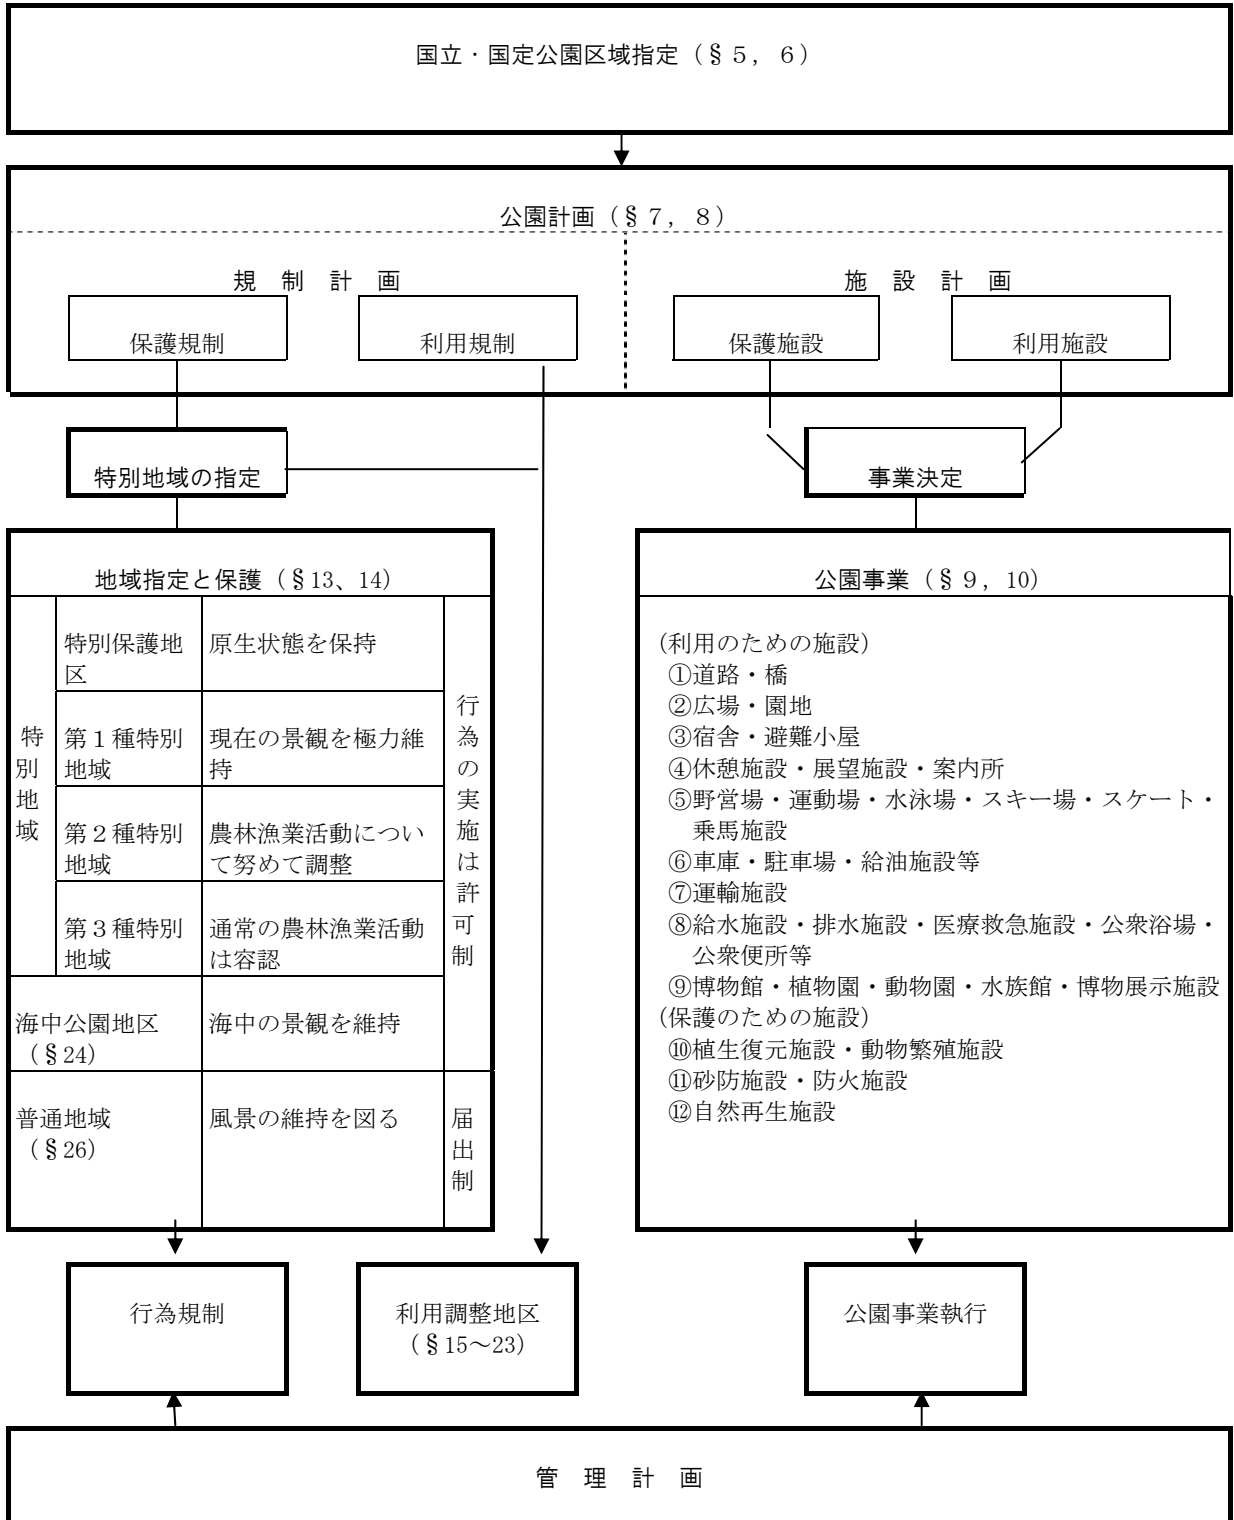 国立・国定公園区域指定（§５，６）
公園計画（§７，８）
規 制 計 画
施 設 計 画
保護規制
利用規制
保護施設
利用施設
特別地域の指定
事業決定
地域指定と保護（§13、14）
特別地域
特別保護地
区
原生状態を保持
第１種特別
地域
現在の景観を極力維
持
第２種特別
地域
農林漁業活動につい
て努めて調整
第３種特別
地域
通常の農林漁業活動
は容認
行為の実施は許可制
海中公園地区
（§24）
海中の景観を維持
普通地域
（§26）
風景の維持を図る
届出制
公園事業（§９，10）
(利用のための施設）
①道路・橋
②広場・園地
③宿舎・避難小屋
④休憩施設・展望施設・案内所
⑤野営場・運動場・水泳場・スキー場・スケート・
乗馬施設
⑥車庫・駐車場・給油施設等
⑦運輸施設
⑧給水施設・排水施設・医療救急施設・公衆浴場・
公衆便所等
⑨博物館・植物園・動物園・水族館・博物展示施設
(保護のための施設）
⑩植生復元施設・動物繁殖施設
⑪砂防施設・防火施設
⑫自然再生施設
行為規制
利用調整地区
（§15～23）
公園事業執行
管 理 計 画